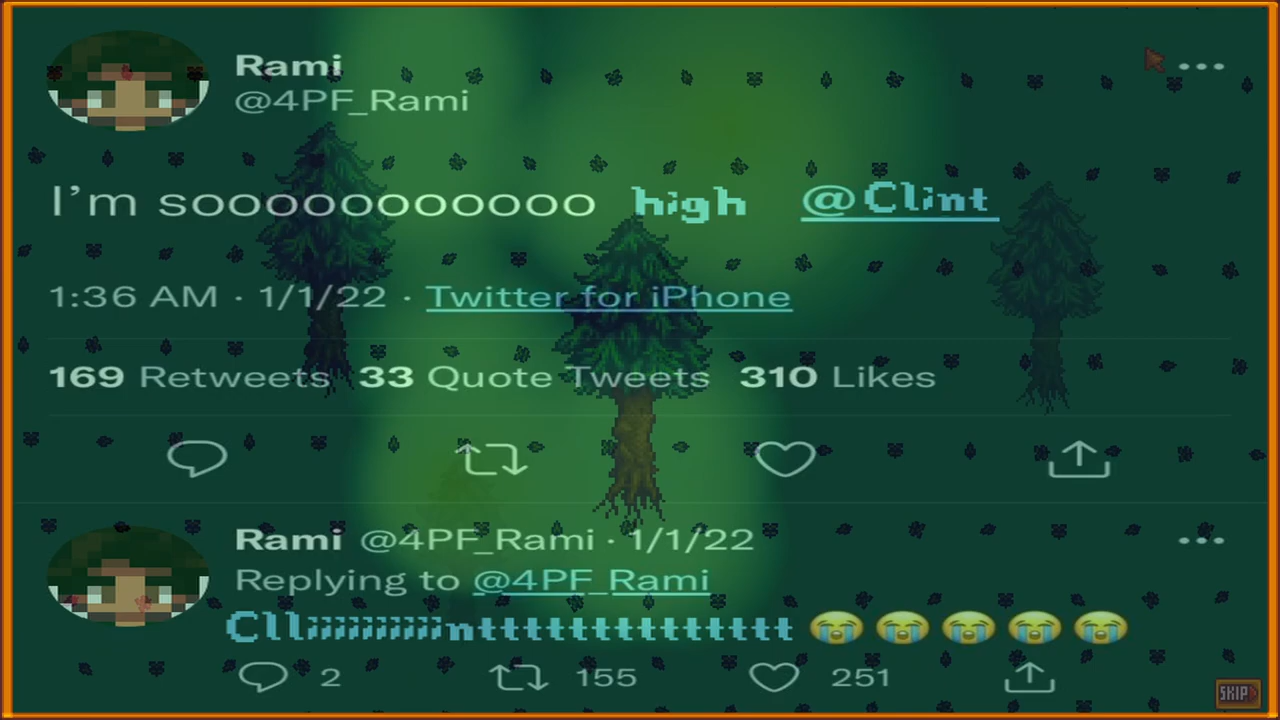 Rami
@4PF_Rami
I'm sooooooooooo high @Clint
1:36 AM · 1/1/22 · Twitter for iPhone
169 Retweets 33 Quote Tweets 310 Likes
Rami @4PF_Rami · 1/1/22
Replying to @4PF_Rami
Clliiiiiiiiiintttttttttttttt 😭😭😭😭😭
2 155 251
SKIP